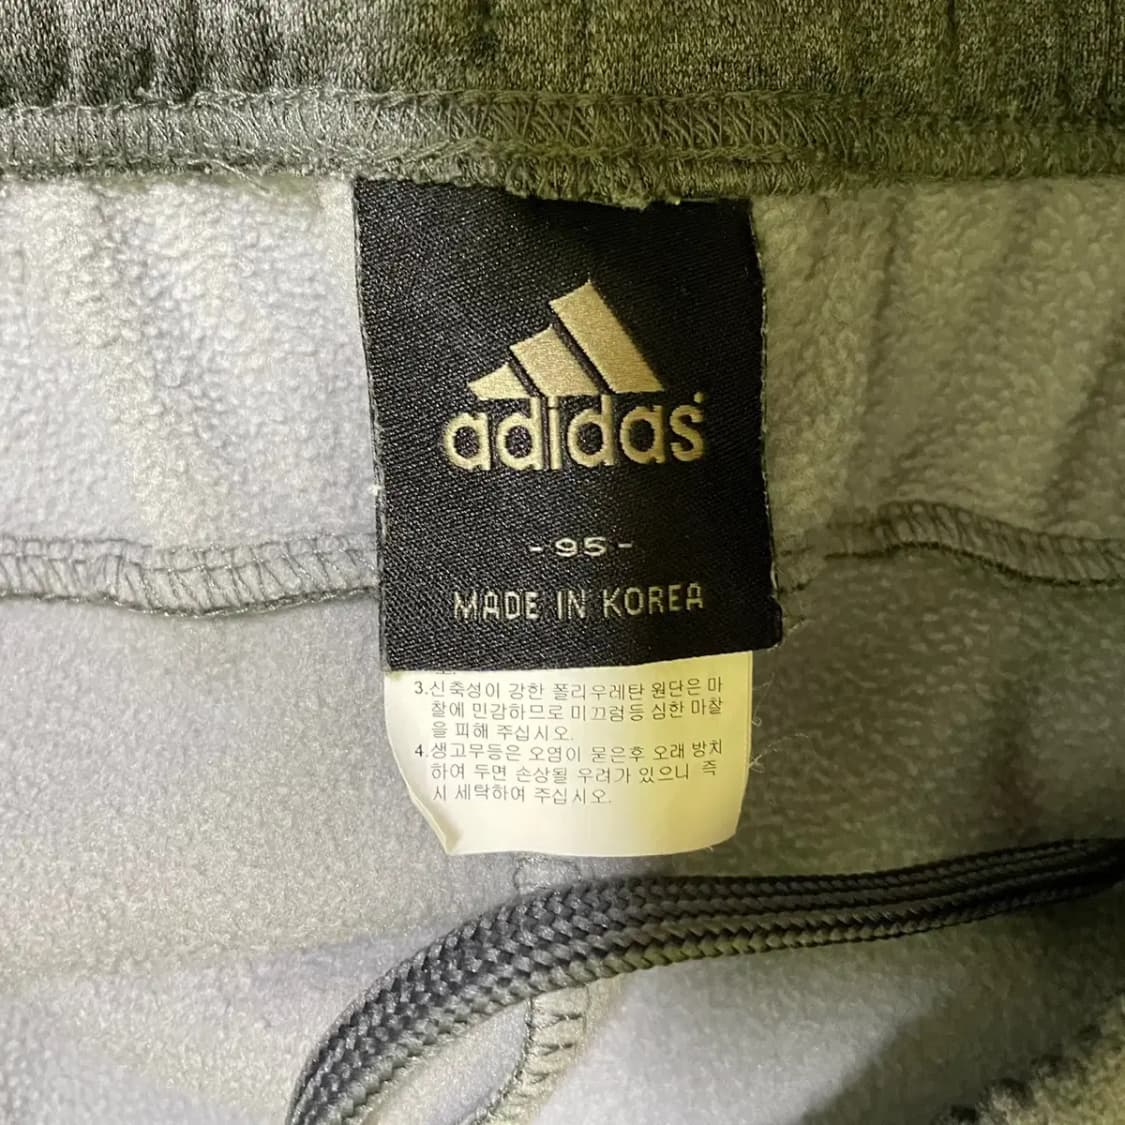 adidas
- 95 -
MADE IN KOREA
3.신축성이 강한 폴리우레탄 원단은 마
찰에 민감하므로 미끄럼등 심한 마찰
을 피해 주십시오.
4.생고무등은 오염이 묻은후 오래 방치
하여 두면 손상될 우려가 있으니 즉
시 세탁하여 주십시오.